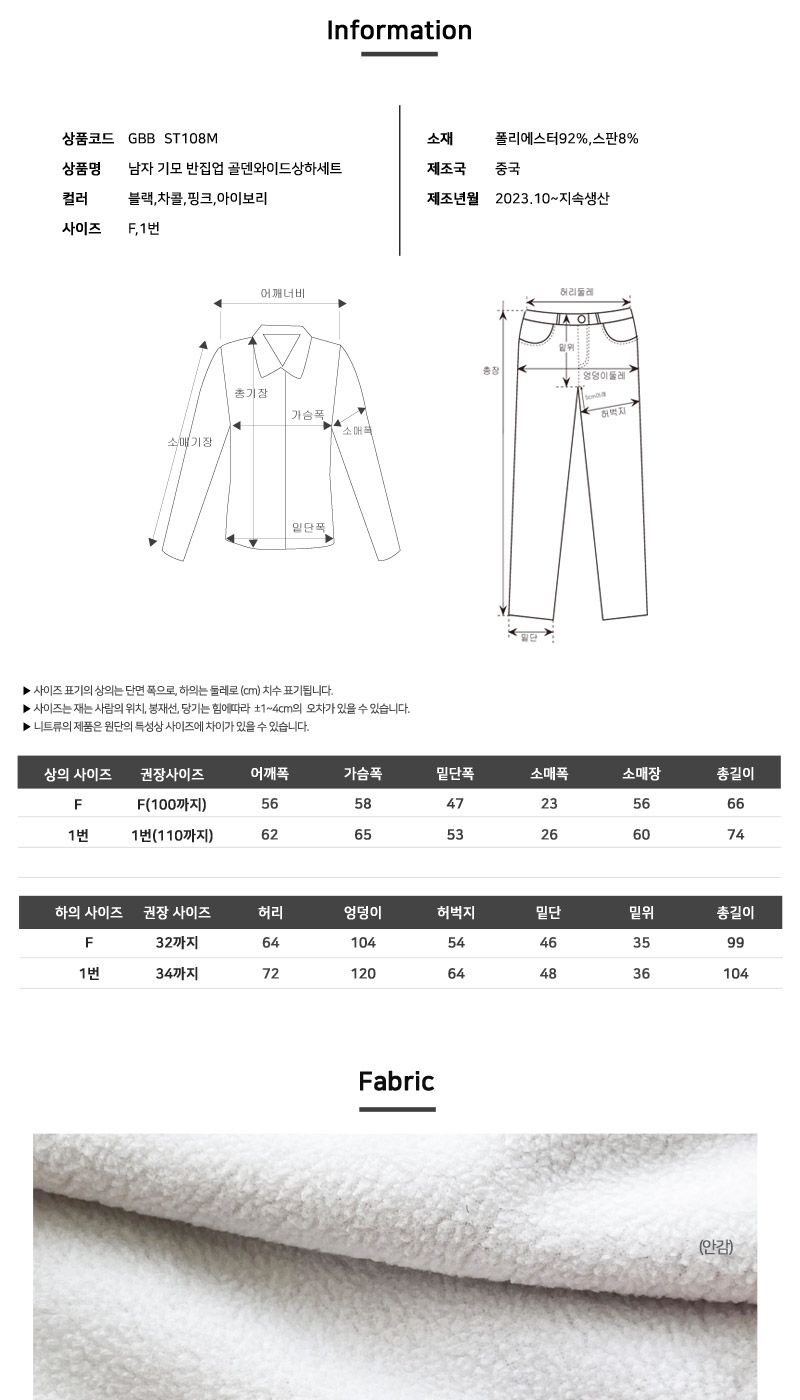 Information
상품코드 GBB ST108M
상품명 남자 기모 반집업 골덴와이드상하세트
컬러 블랙,차콜,핑크,아이보리
사이즈 F,1번
소재 폴리에스터92%,스판8%
제조국 중국
제조년월 2023.10~지속생산
어깨너비
총기장
가슴폭
소매폭
소매기장
밑단폭
허리둘레
밑위
총장
엉덩이둘레
5cm아래
허벅지
밑단
▶ 사이즈 표기의 상의는 단면 폭으로, 하의는 둘레로 (cm) 치수 표기됩니다.
▶ 사이즈는 재는 사람의 위치, 봉재선, 당기는 힘에따라 ±1~4cm의 오차가 있을 수 있습니다.
▶ 니트류의 제품은 원단의 특성상 사이즈에 차이가 있을 수 있습니다.
상의 사이즈 권장사이즈 어깨폭 가슴폭 밑단폭 소매폭 소매장 총길이
F F(100까지) 56 58 47 23 56 66
1번 1번(110까지) 62 65 53 26 60 74
하의 사이즈 권장 사이즈 허리 엉덩이 허벅지 밑단 밑위 총길이
F 32까지 64 104 54 46 35 99
1번 34까지 72 120 64 48 36 104
Fabric
(안감)